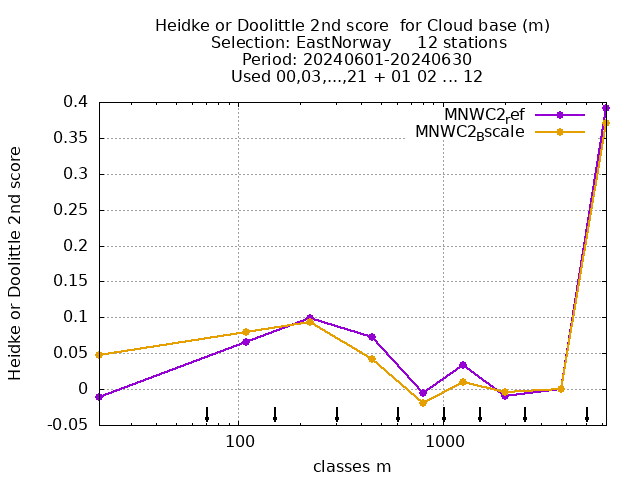 Heidke or Doolittle 2nd score  for Cloud base (m)
Selection: EastNorway     12 stations
Period: 20240601-20240630
Used 00,03,...,21 + 01 02 ... 12
MNWC2ref
MNWC2Bscale
Heidke or Doolittle 2nd score
0.4
0.35
0.3
0.25
0.2
0.15
0.1
0.05
0
-0.05
100
1000
classes m